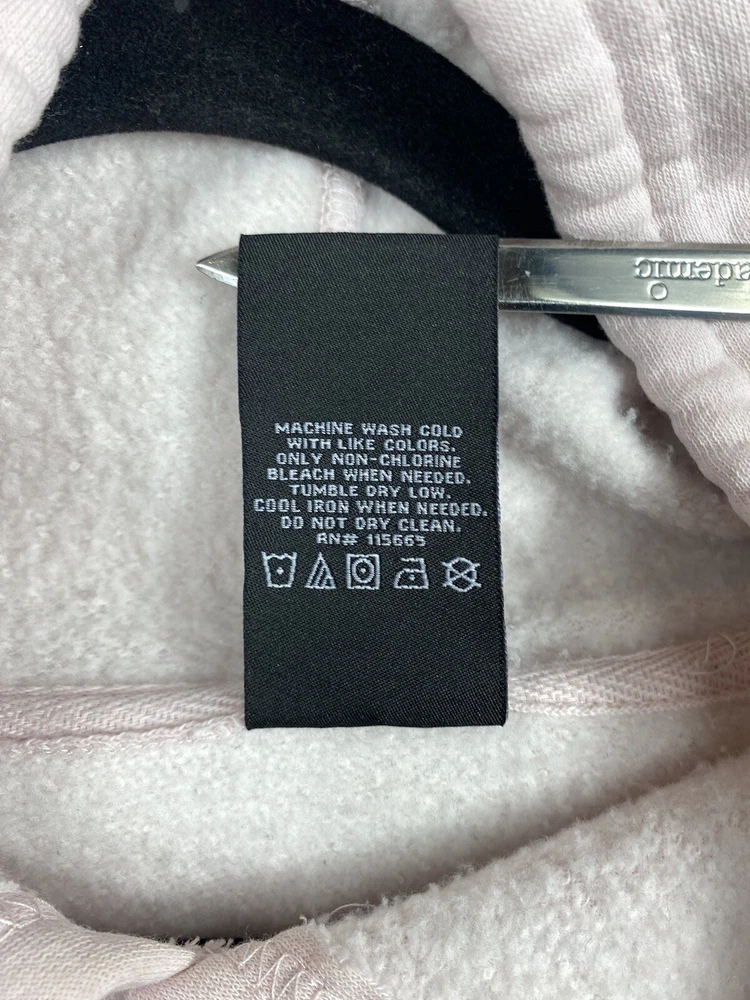 ademic
MACHINE WASH COLD
WITH LIKE COLORS.
ONLY NON-CHLORINE
BLEACH WHEN NEEDED.
TUMBLE DRY LOW.
COOL IRON WHEN NEEDED.
DO NOT DRY CLEAN.
RN# 115665